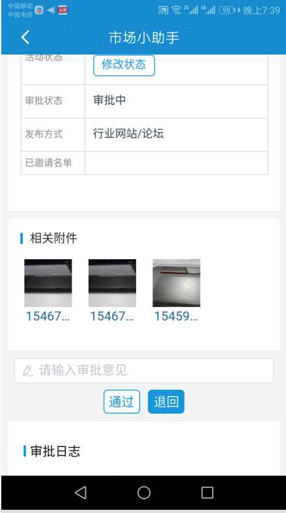 中国移动
中国电信
晚上7:39
市场小助手
活动状态
修改状态
审批状态 审批中
发布方式 行业网站/论坛
已邀请名单
相关附件
15467... 15467... 15459...
请输入审批意见
通过 退回
审批日志